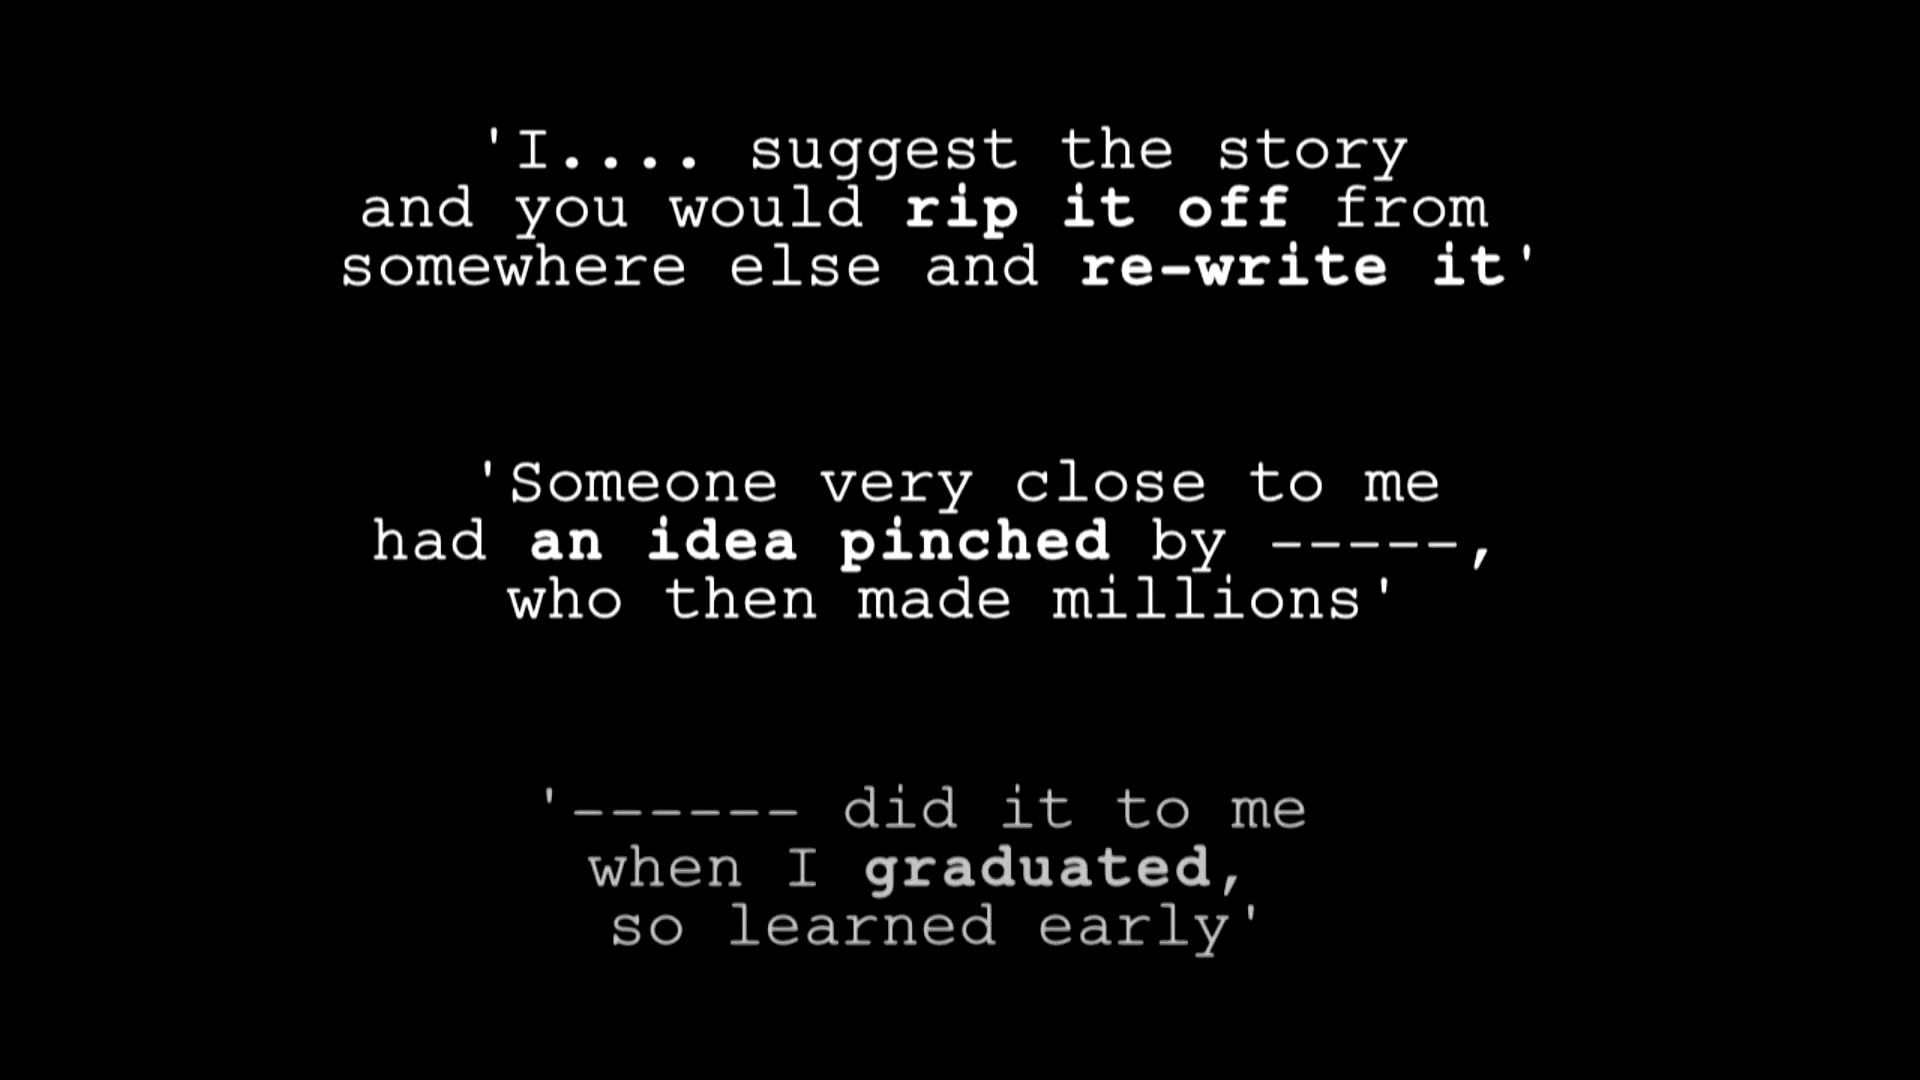 'I.... suggest the story
and you would rip it off from
somewhere else and re-write it'
'Someone very close to me
had an idea pinched by -----,
who then made millions'
'------ did it to me
when I graduated,
so learned early'